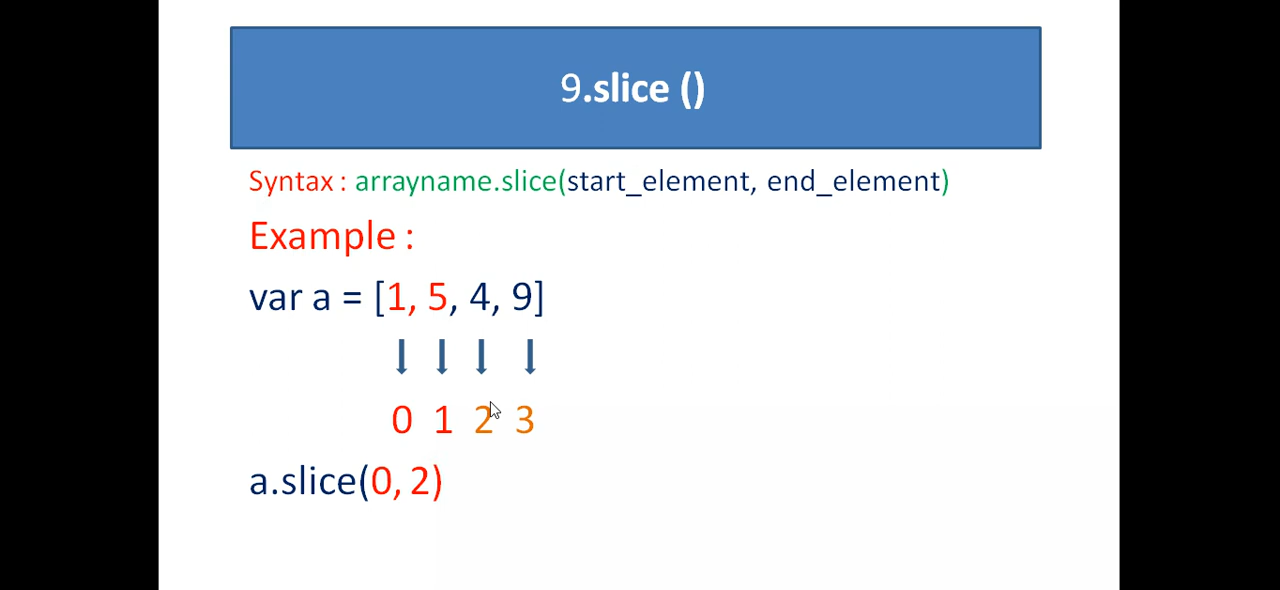 9.slice ()
Syntax : arrayname.slice(start_element, end_element)
Example :
var a = [1, 5, 4, 9]
0 1 2 3
a.slice(0, 2)